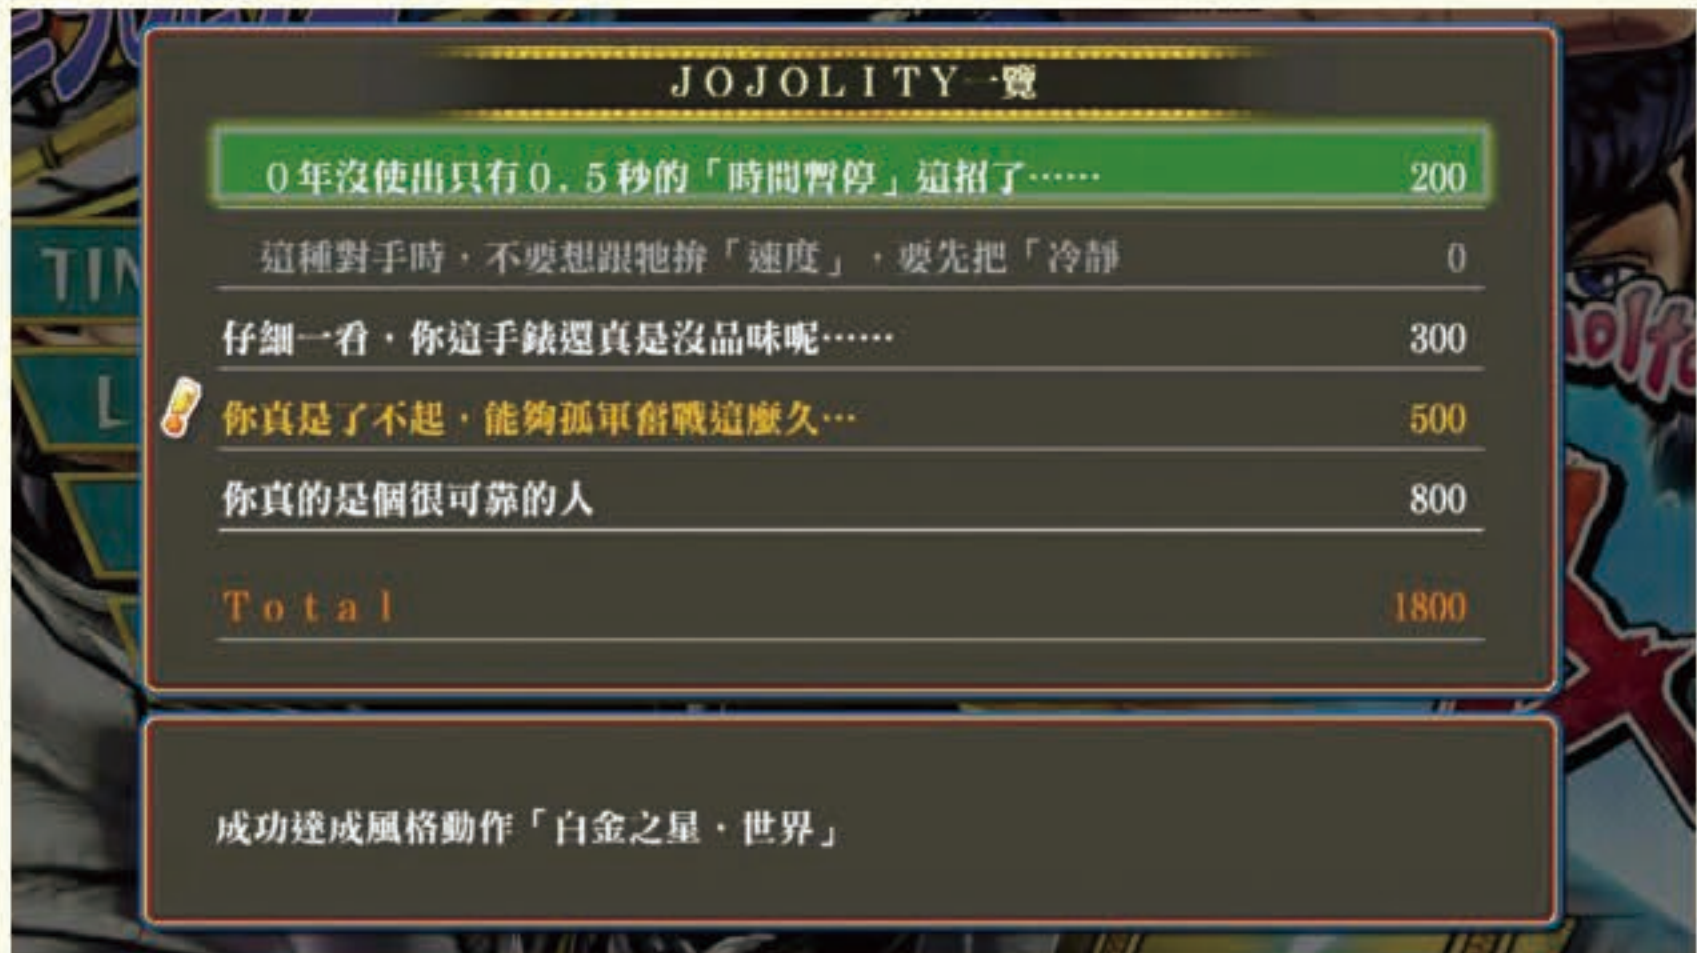 JOJOLITY一覽
0年沒使出只有0.5秒的「時間暫停」這招了…… 200
這種對手時，不要想跟牠拚「速度」，要先把「冷靜 0
仔細一看，你這手錶還真是沒品味呢…… 300
你真是了不起，能夠孤軍奮戰這麼久… 500
你真的是個很可靠的人 800
Total 1800
成功達成風格動作「白金之星・世界」
TIM
L